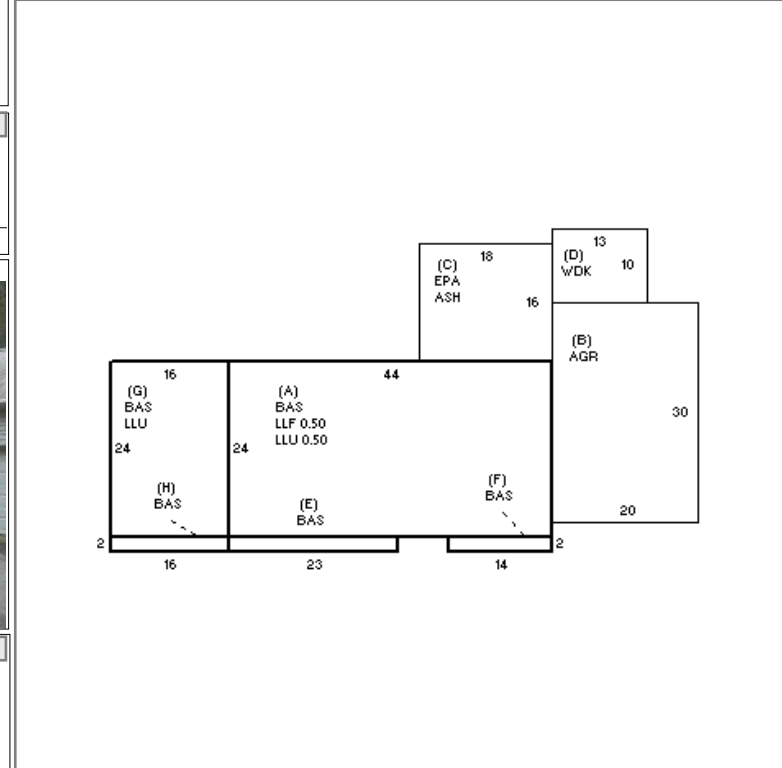 13
(D)
WDK
10
18
(C)
EPA
ASH
16
(B)
AGR
30
20
16
(G)
BAS
LLU
24
44
(A)
BAS
LLF 0.50
LLU 0.50
24
(H)
BAS
(E)
BAS
(F)
BAS
2
16
23
14
2